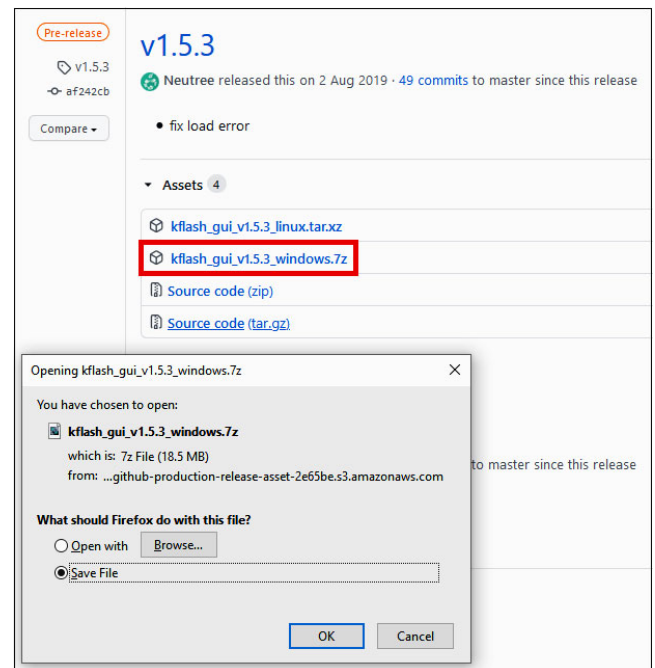 Pre-release
v1.5.3
af242cb
Compare
v1.5.3
Neutree released this on 2 Aug 2019 · 49 commits to master since this release
• fix load error
Assets 4
kflash_gui_v1.5.3_linux.tar.xz
kflash_gui_v1.5.3_windows.7z
Source code (zip)
Source code (tar.gz)
to master since this release
Opening kflash_gui_v1.5.3_windows.7z
You have chosen to open:
kflash_gui_v1.5.3_windows.7z
which is: 7z File (18.5 MB)
from: ...github-production-release-asset-2e65be.s3.amazonaws.com
What should Firefox do with this file?
Open with Browse...
Save File
OK Cancel